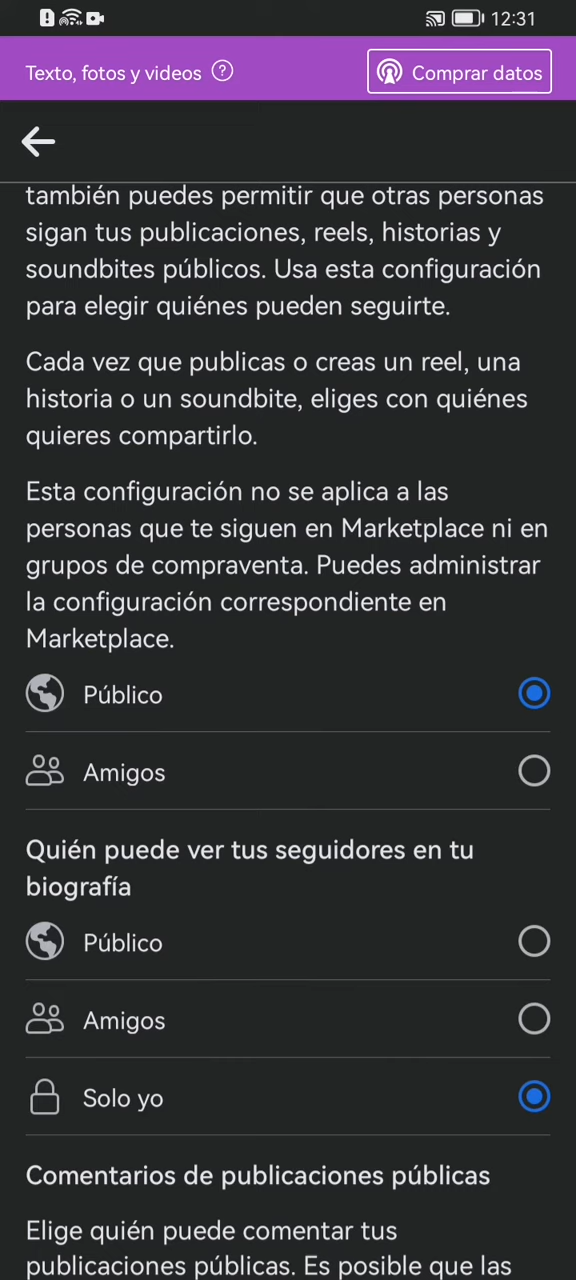 12:31
Texto, fotos y videos
Comprar datos
también puedes permitir que otras personas
sigan tus publicaciones, reels, historias y
soundbites públicos. Usa esta configuración
para elegir quiénes pueden seguirte.
Cada vez que publicas o creas un reel, una
historia o un soundbite, eliges con quiénes
quieres compartirlo.
Esta configuración no se aplica a las
personas que te siguen en Marketplace ni en
grupos de compraventa. Puedes administrar
la configuración correspondiente en
Marketplace.
Público
Amigos
Quién puede ver tus seguidores en tu
biografía
Público
Amigos
Solo yo
Comentarios de publicaciones públicas
Elige quién puede comentar tus
publicaciones públicas. Es posible que las